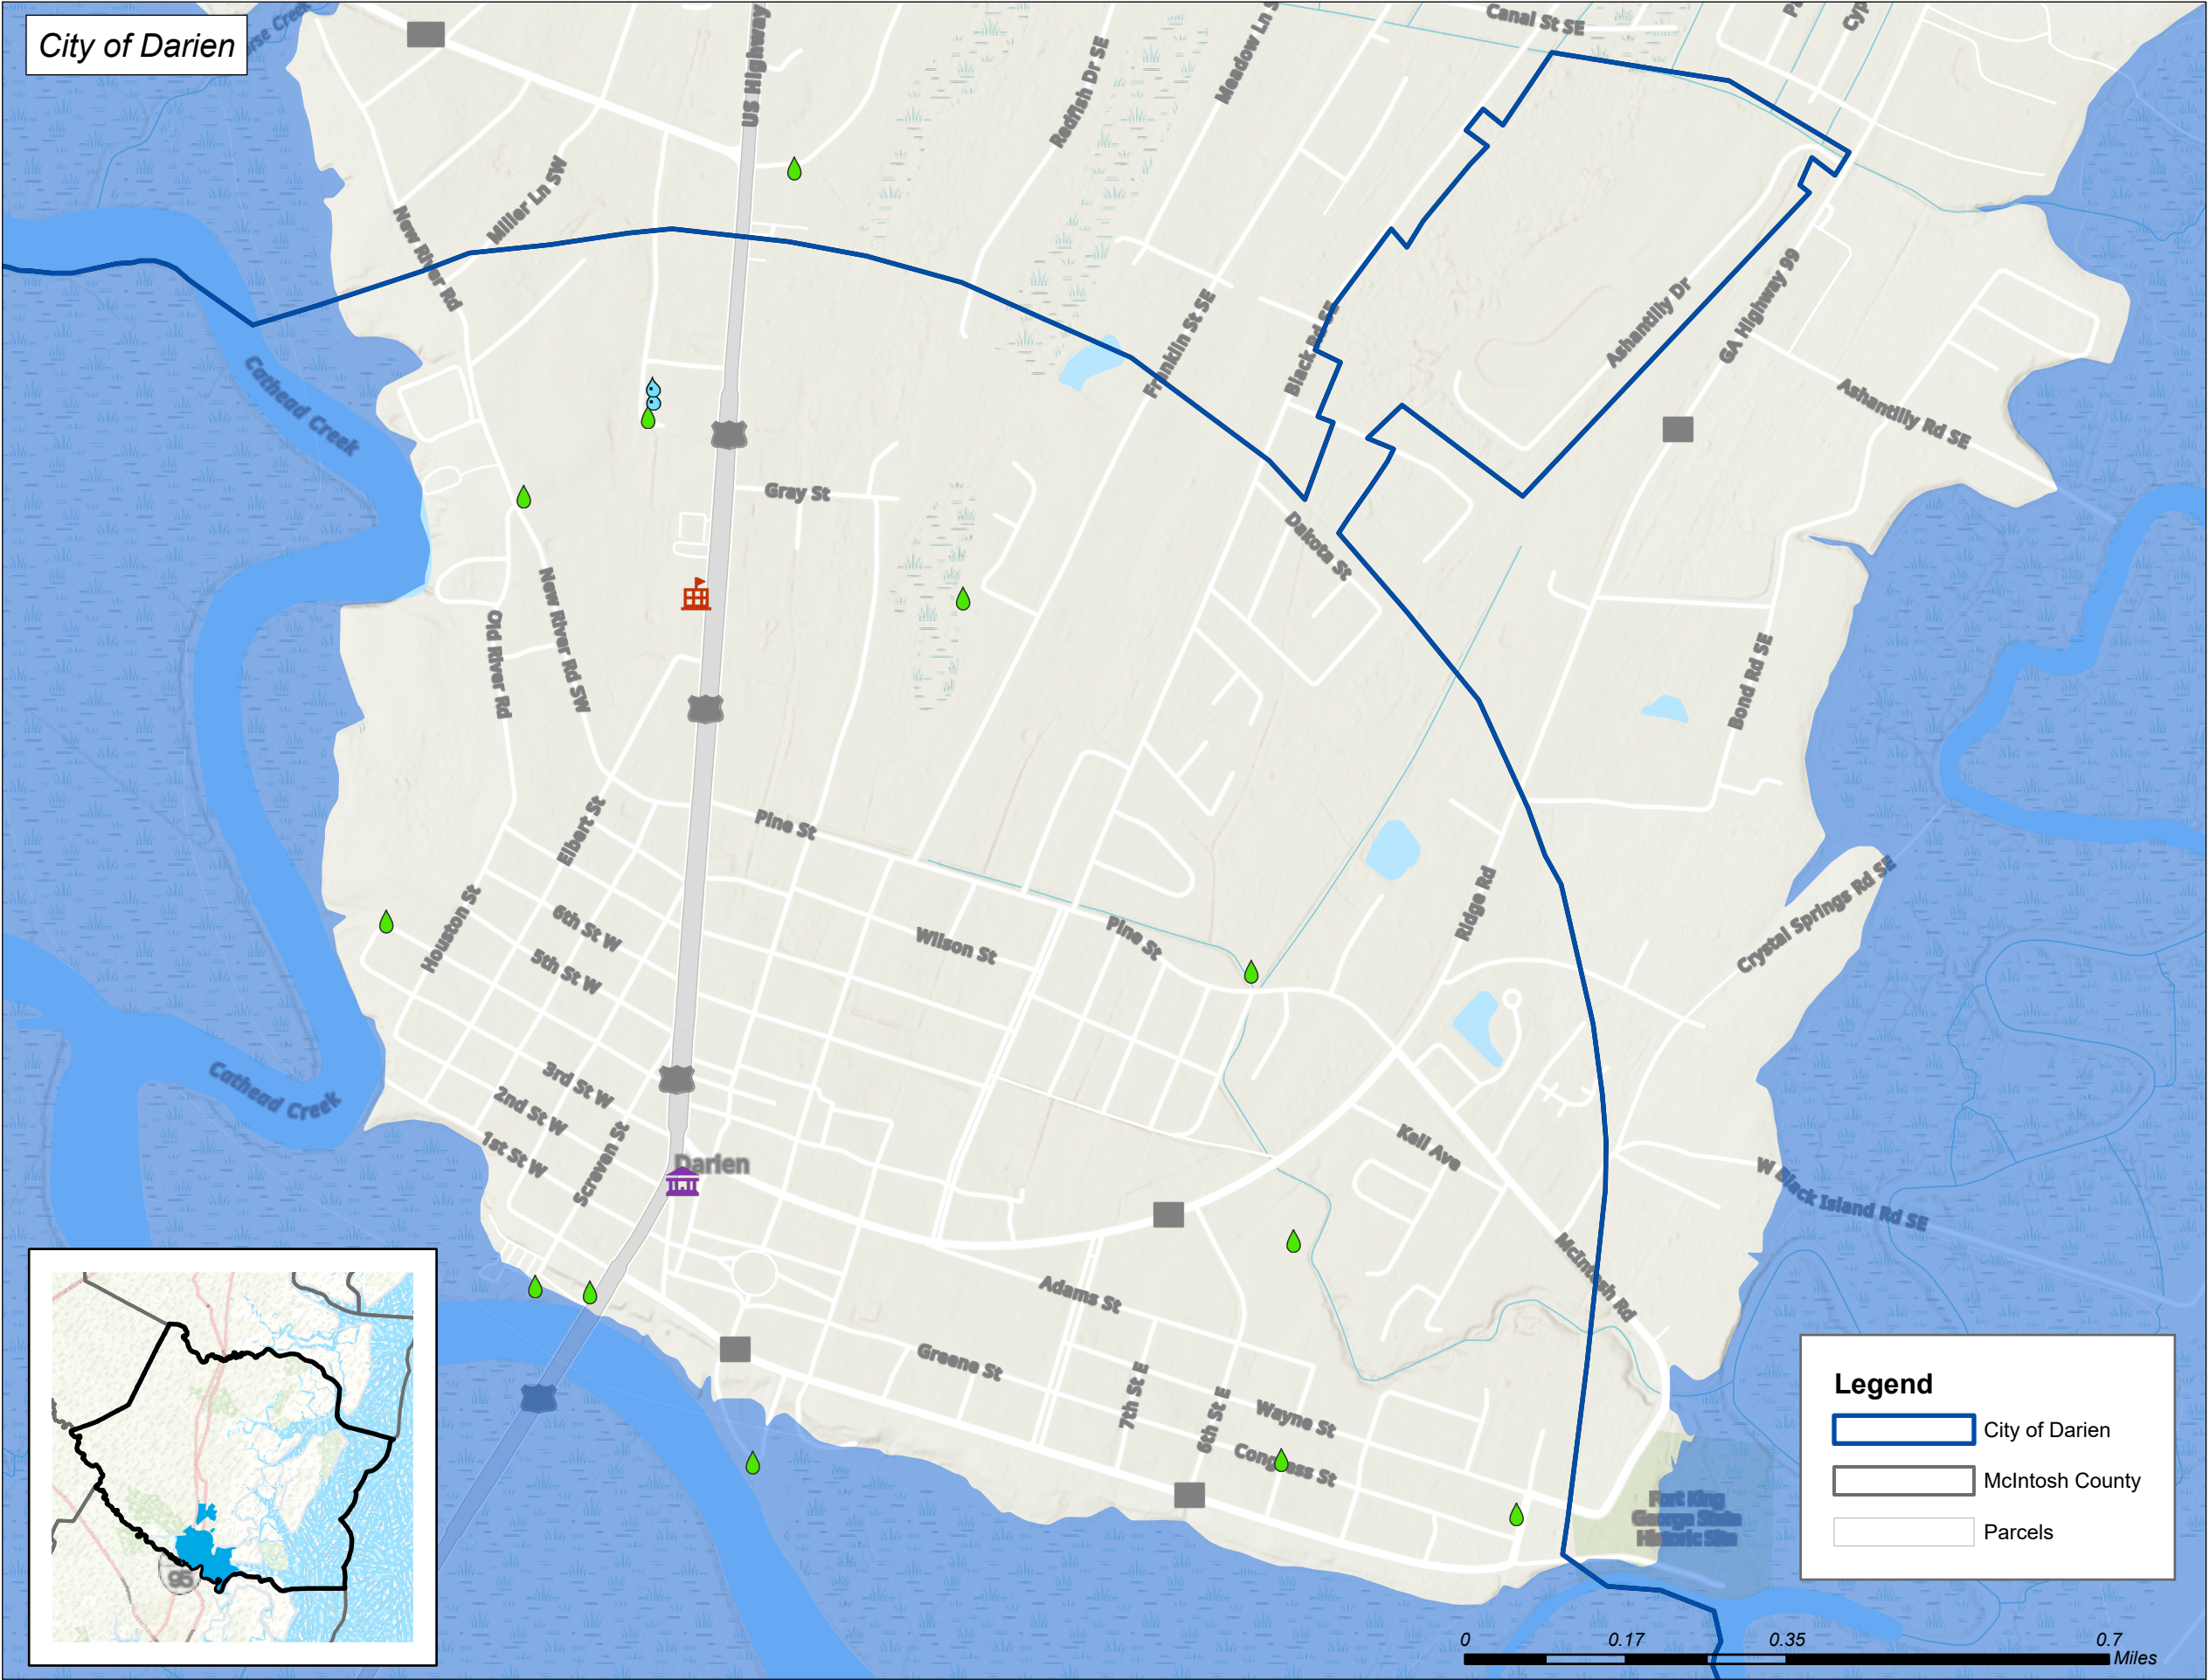 City of Darien
Canal St SE
US Highway
Redfish Dr SE
Meadow Ln S
Miller Ln SW
New River Rd
Cathead Creek
Franklin St SE
Black Rd SE
Ashantilly Dr
GA Highway 99
Ashantilly Rd SE
Gray St
Dakota St
Old River Rd
New River Rd SW
Bond Rd SE
Pine St
Elbert St
Houston St
6th St W
5th St W
Wilson St
Pine St
Ridge Rd
Crystal Springs Rd SE
Cathead Creek
3rd St W
2nd St W
1st St W
Screven St
Darien
Kell Ave
W Black Island Rd SE
McIntosh Rd
Adams St
Greene St
7th St E
6th St E
Wayne St
Congress St
Fort King
George State
Historic Site
95
Legend
City of Darien
McIntosh County
Parcels
0 0.17 0.35 0.7
Miles